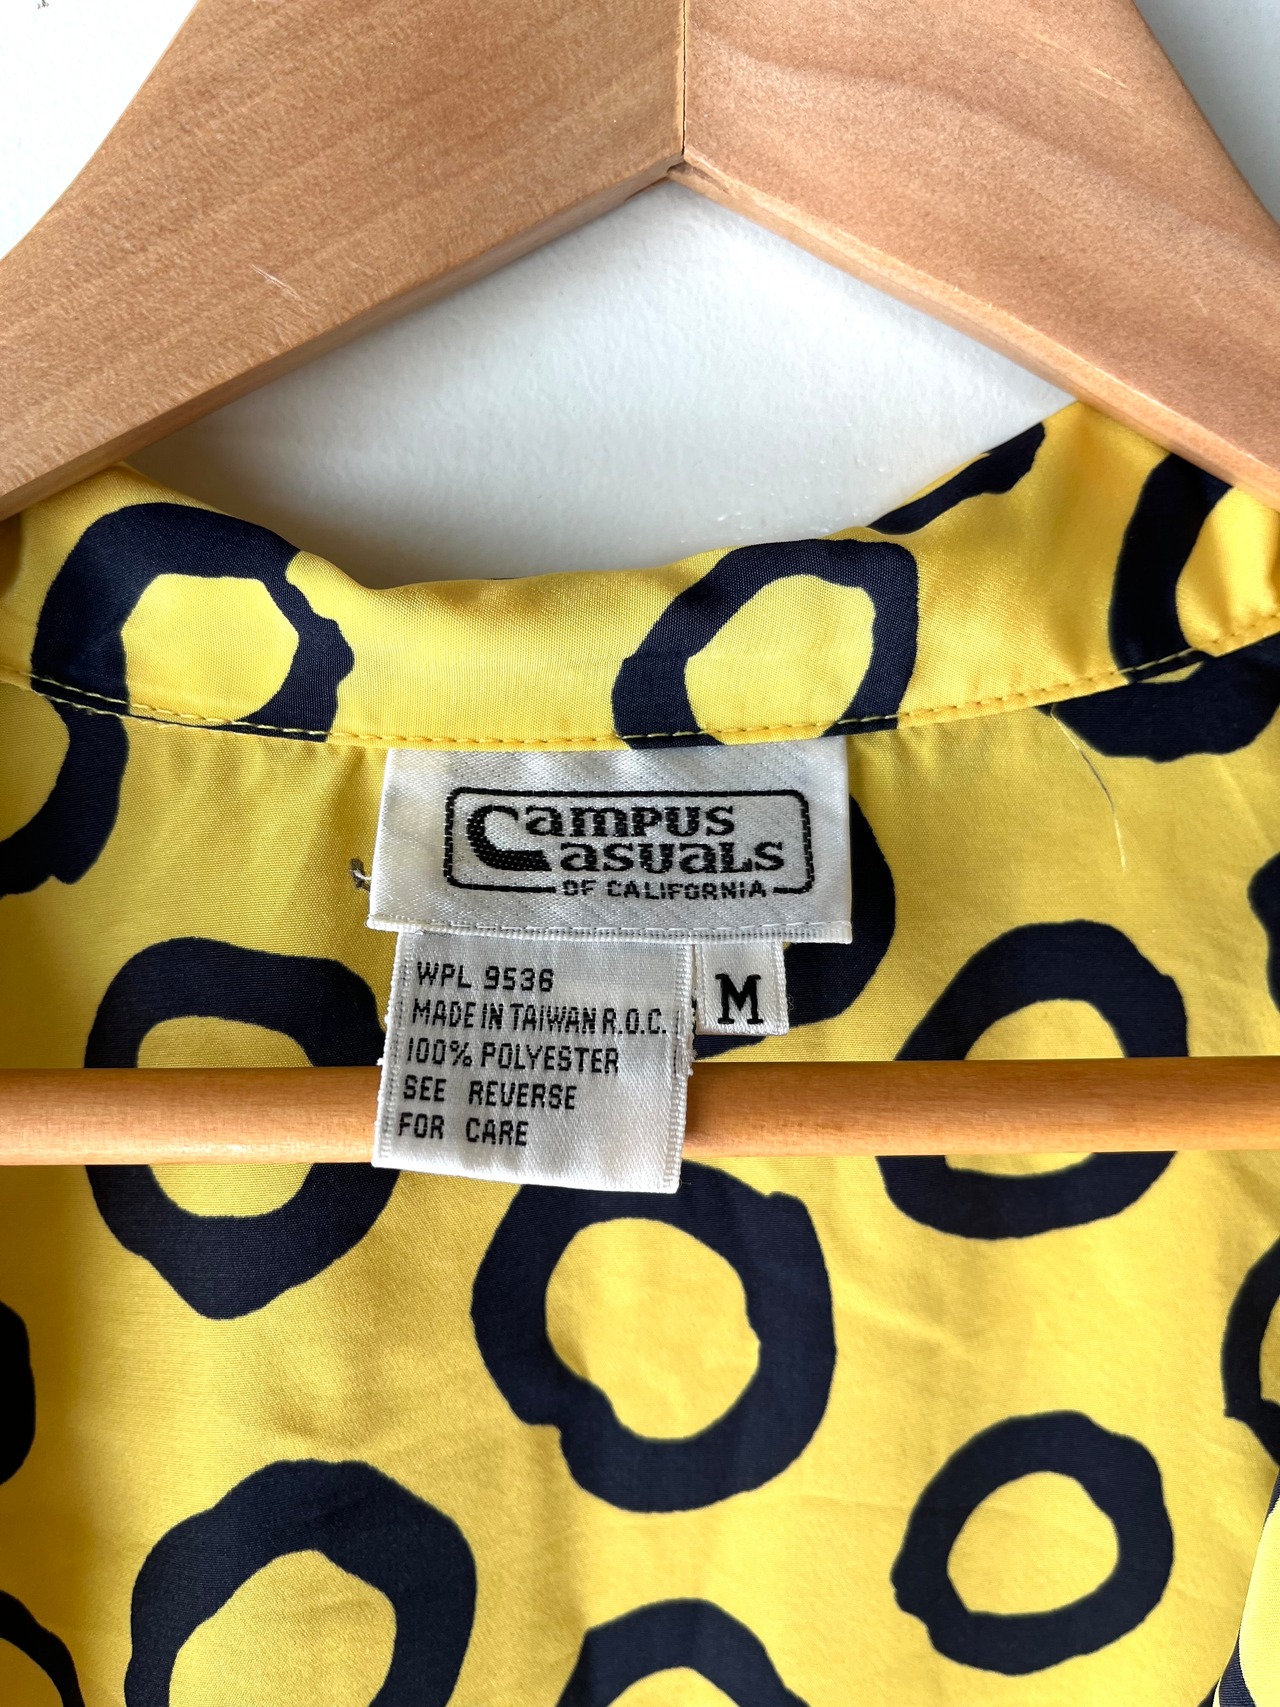 Campus
Casuals
OF CALIFORNIA
WPL 9536
MADE IN TAIWAN R.O.C.
100% POLYESTER
SEE REVERSE
FOR CARE
M